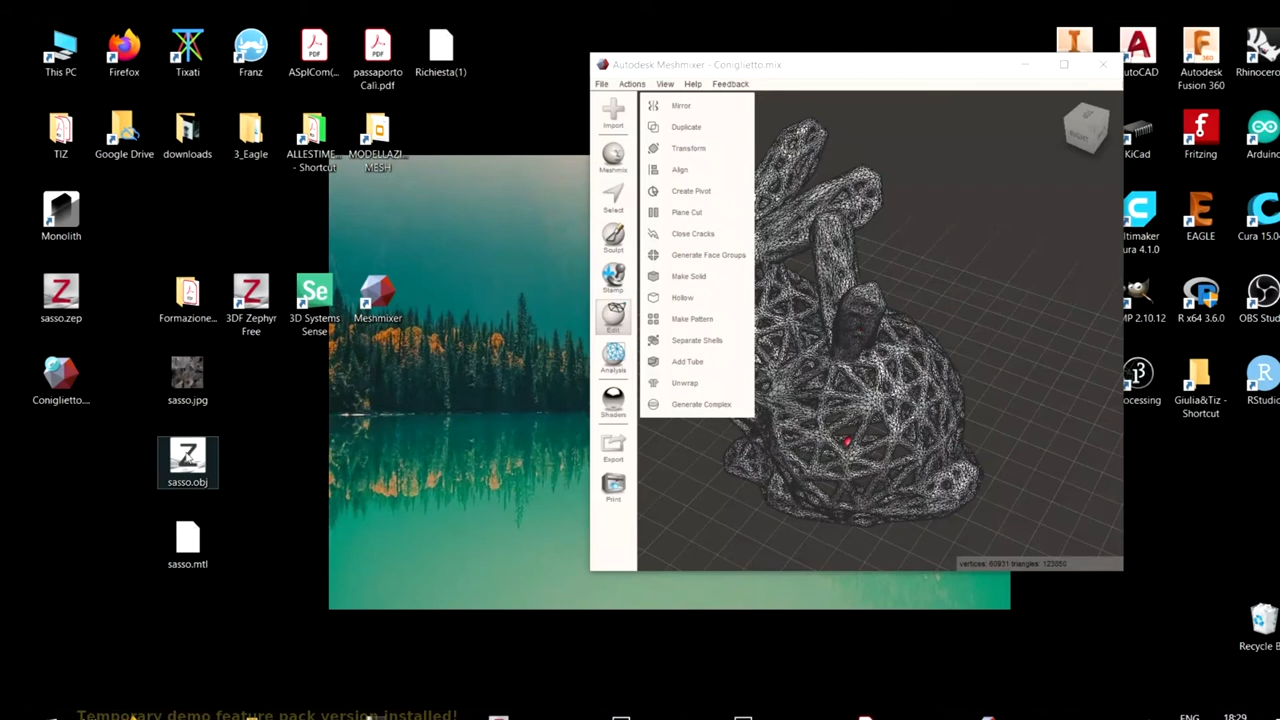 This PC
Firefox
Tixati
Franz
ASplCom(...
passaporto
Cali.pdf
Richiesta(1)
TIZ
Google Drive
downloads
3_Eagle
ALLESTIME...
- Shortcut
MODELLAZI...
MESH
Monolith
sasso.zep
Formazione...
3DF Zephyr
Free
3D Systems
Sense
Meshmixer
Coniglietto....
sasso.jpg
sasso.obj
sasso.mtl
Autodesk Meshmixer - Coniglietto.mix
File Actions View Help Feedback
Import
Meshmix
Select
Sculpt
Stamp
Edit
Analysis
Shaders
Export
Print
Mirror
Duplicate
Transform
Align
Create Pivot
Plane Cut
Close Cracks
Generate Face Groups
Make Solid
Hollow
Make Pattern
Separate Shells
Add Tube
Unwrap
Generate Complex
vertices: 60931 triangles: 123850
utoCAD
Autodesk
Fusion 360
Rhinocero
KiCad
Fritzing
Arduino
ltimaker
ura 4.1.0
EAGLE
Cura 15.0
MP 2.10.12
R x64 3.6.0
OBS Stud
ocessing
Giulia&Tiz -
Shortcut
RStudio
Recycle B
Temporary demo feature pack version installed!
ENG
18:29